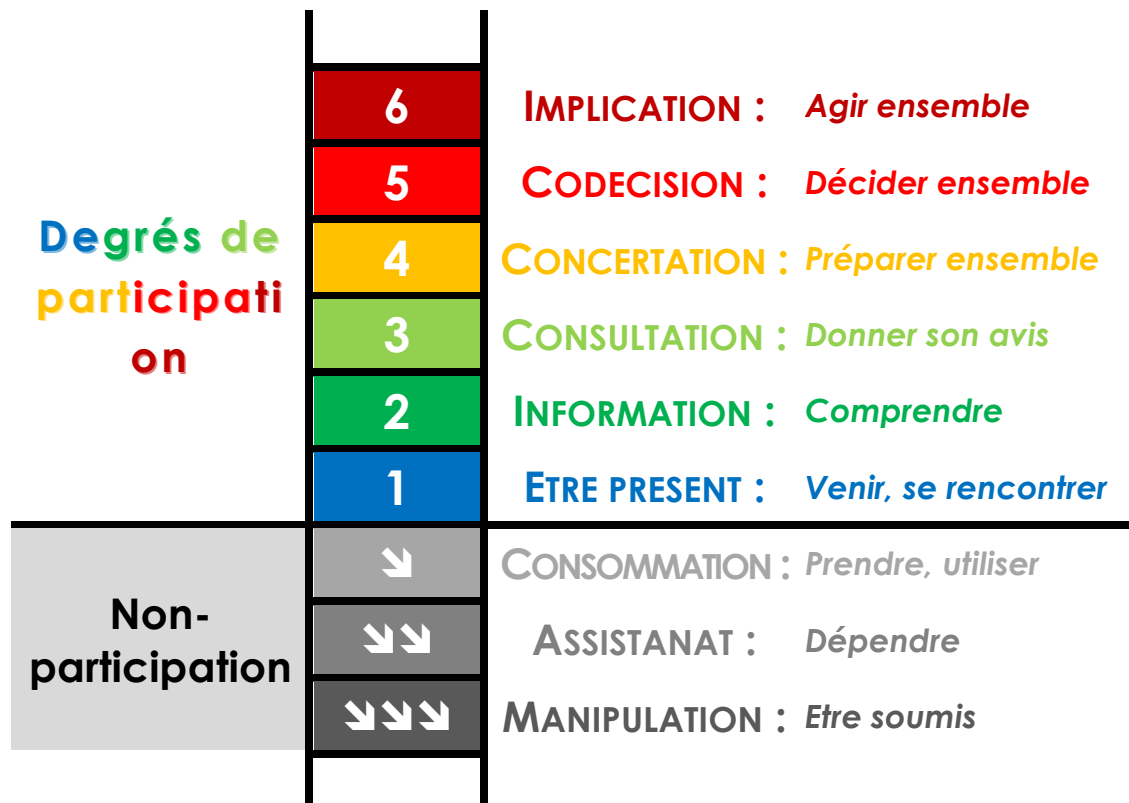 6 IMPLICATION : Agir ensemble
5 CODECISION : Décider ensemble
Degrés de
participati
on
4 CONCERTATION : Préparer ensemble
3 CONSULTATION : Donner son avis
2 INFORMATION : Comprendre
1 ETRE PRESENT : Venir, se rencontrer
Non-
participation
CONSOMMATION : Prendre, utiliser
ASSISTANAT : Dépendre
MANIPULATION : Etre soumis